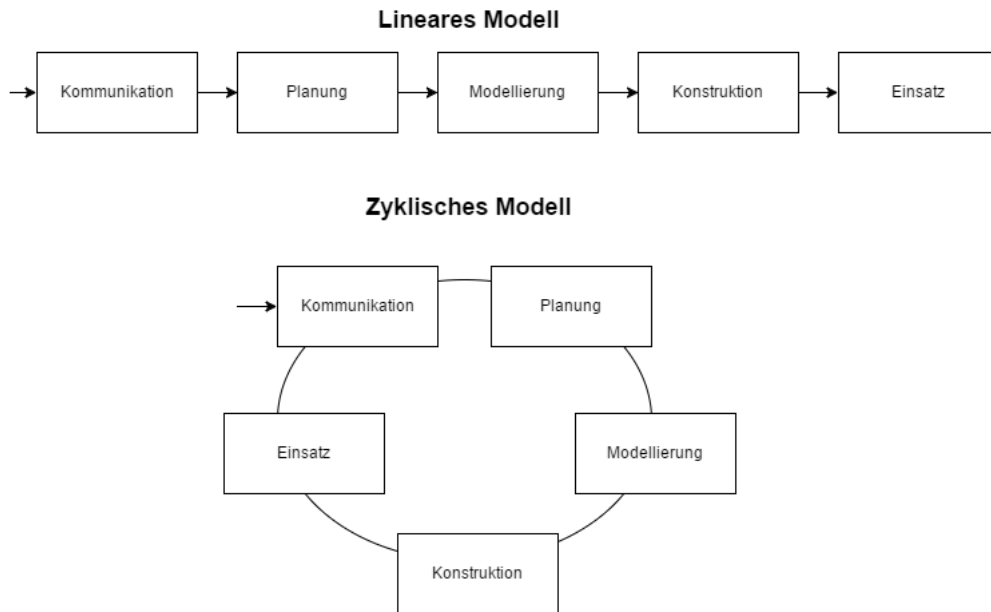 Lineares Modell
Kommunikation
Planung
Modellierung
Konstruktion
Einsatz
Zyklisches Modell
Kommunikation
Planung
Einsatz
Modellierung
Konstruktion